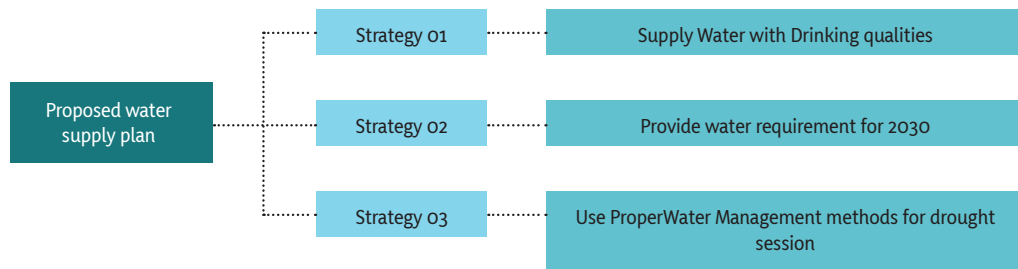 Strategy 01
Supply Water with Drinking qualities
Proposed water
supply plan
Strategy 02
Provide water requirement for 2030
Strategy 03
Use ProperWater Management methods for drought
session